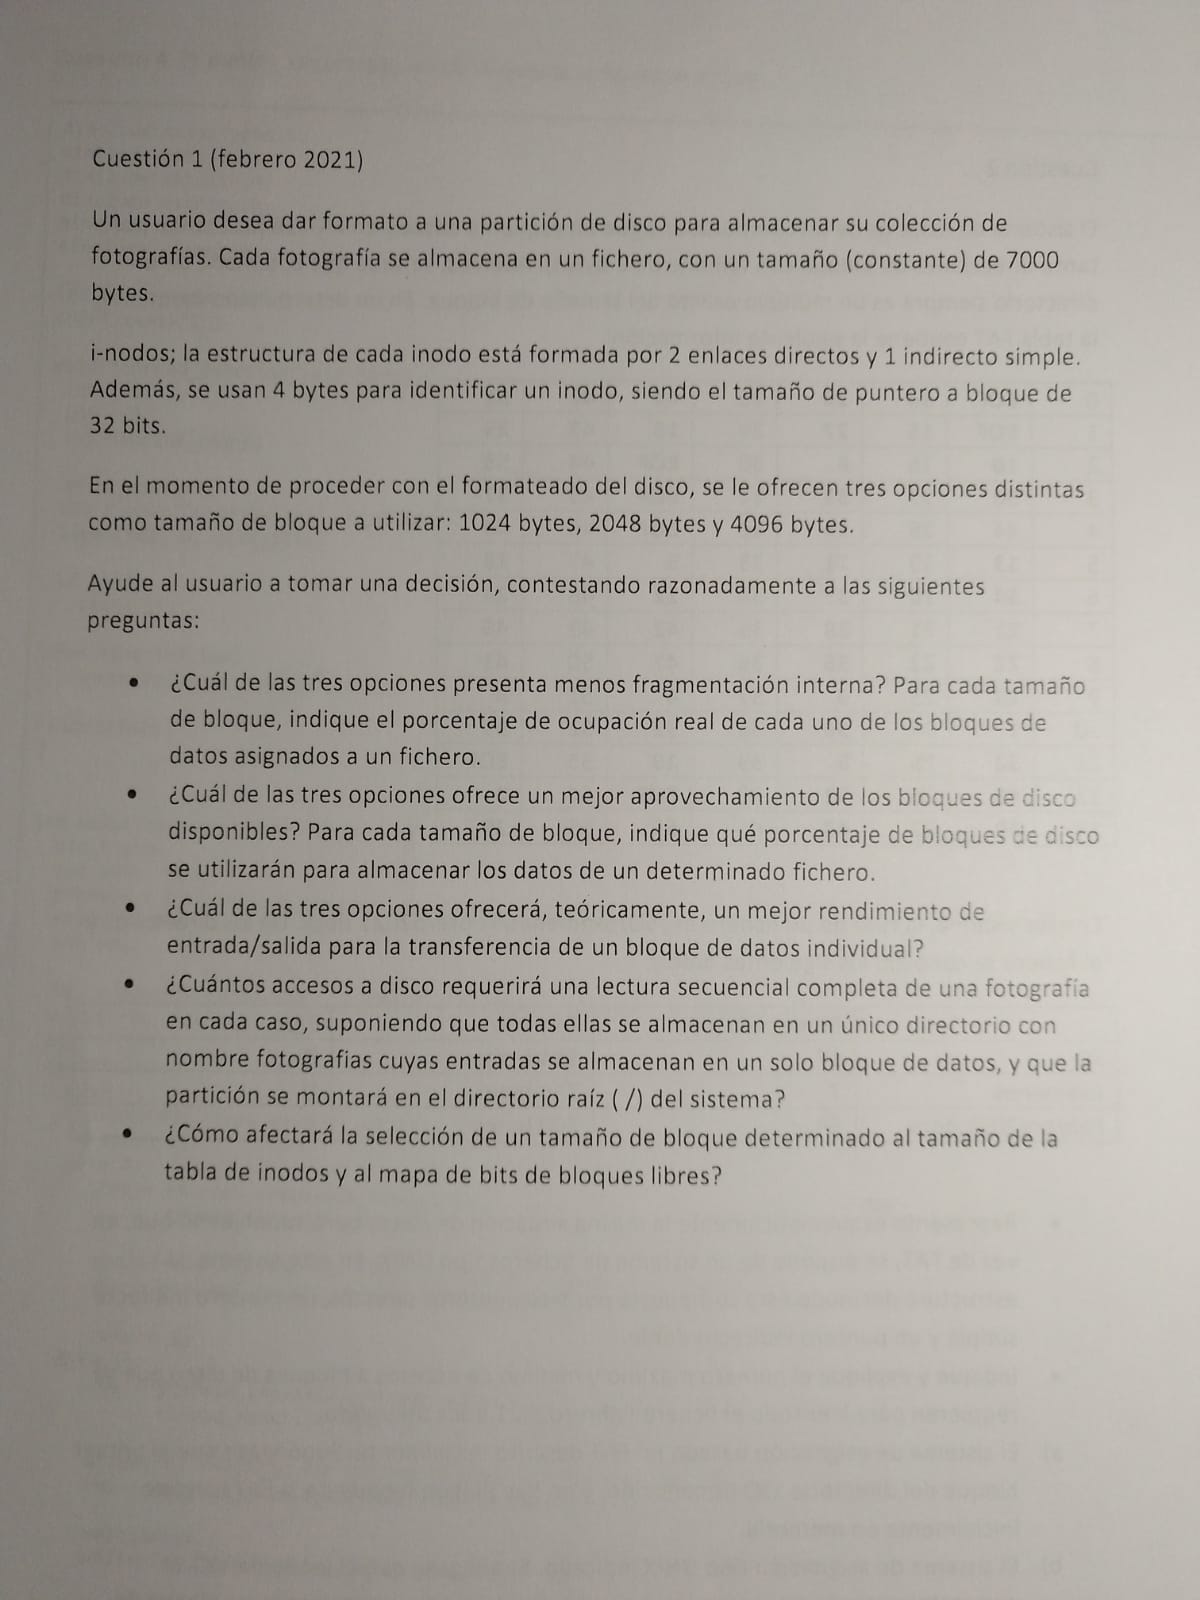 Cuestión 1 (febrero 2021)
Un usuario desea dar formato a una partición de disco para almacenar su colección de
fotografías. Cada fotografía se almacena en un fichero, con un tamaño (constante) de 7000
bytes.
i-nodos; la estructura de cada inodo está formada por 2 enlaces directos y 1 indirecto simple.
Además, se usan 4 bytes para identificar un inodo, siendo el tamaño de puntero a bloque de
32 bits.
En el momento de proceder con el formateado del disco, se le ofrecen tres opciones distintas
como tamaño de bloque a utilizar: 1024 bytes, 2048 bytes y 4096 bytes.
Ayude al usuario a tomar una decisión, contestando razonadamente a las siguientes
preguntas:
• ¿Cuál de las tres opciones presenta menos fragmentación interna? Para cada tamaño
de bloque, indique el porcentaje de ocupación real de cada uno de los bloques de
datos asignados a un fichero.
• ¿Cuál de las tres opciones ofrece un mejor aprovechamiento de los bloques de disco
disponibles? Para cada tamaño de bloque, indique qué porcentaje de bloques de disco
se utilizarán para almacenar los datos de un determinado fichero.
• ¿Cuál de las tres opciones ofrecerá, teóricamente, un mejor rendimiento de
entrada/salida para la transferencia de un bloque de datos individual?
• ¿Cuántos accesos a disco requerirá una lectura secuencial completa de una fotografía
en cada caso, suponiendo que todas ellas se almacenan en un único directorio con
nombre fotografias cuyas entradas se almacenan en un solo bloque de datos, y que la
partición se montará en el directorio raíz ( /) del sistema?
• ¿Cómo afectará la selección de un tamaño de bloque determinado al tamaño de la
tabla de inodos y al mapa de bits de bloques libres?